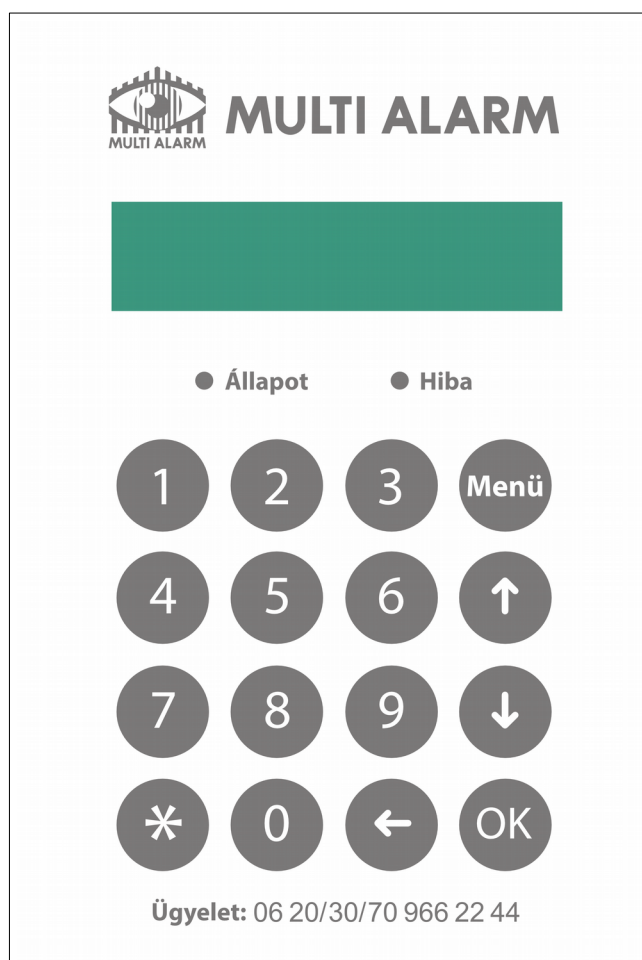 MULTI ALARM
MULTI ALARM
Állapot Hiba
1 2 3 Menü
4 5 6 ↑
7 8 9 ↓
* 0 ← OK
Ügyelet: 06 20/30/70 966 22 44